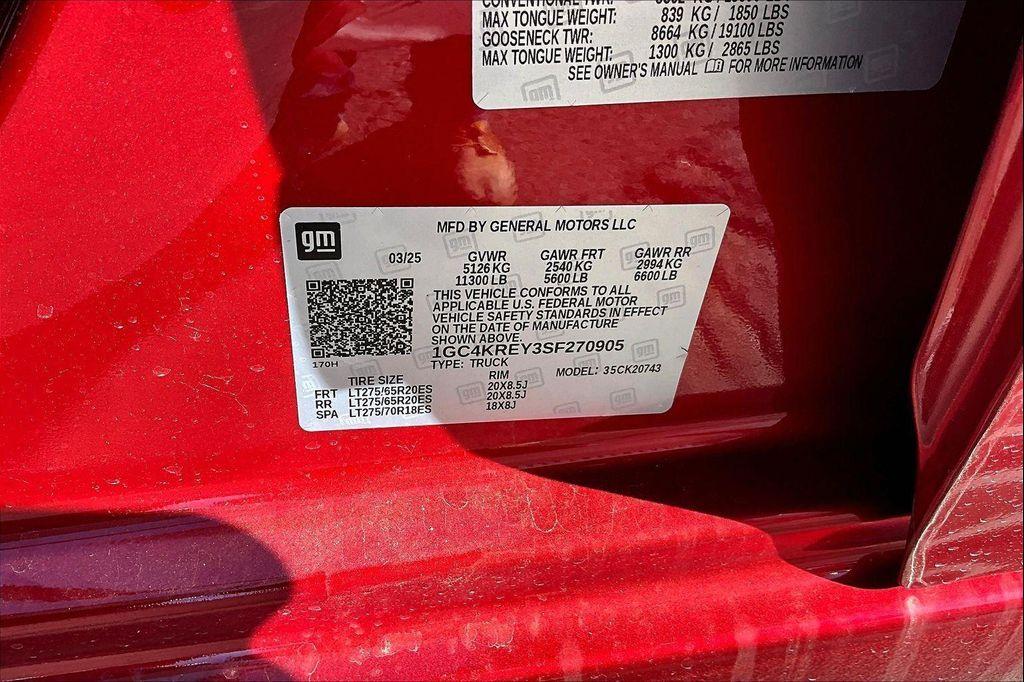 MAX TONGUE WEIGHT: 839 KG / 1850 LBS
GOOSENECK TWR: 8664 KG / 19100 LBS
MAX TONGUE WEIGHT: 1300 KG / 2865 LBS
SEE OWNER'S MANUAL FOR MORE INFORMATION
gm
MFD BY GENERAL MOTORS LLC
03/25 GVWR GAWR FRT GAWR RR
5126 KG 2540 KG 2994 KG
11300 LB 5600 LB 6600 LB
THIS VEHICLE CONFORMS TO ALL
APPLICABLE U.S. FEDERAL MOTOR
VEHICLE SAFETY STANDARDS IN EFFECT
ON THE DATE OF MANUFACTURE
SHOWN ABOVE.
1GC4KREY3SF270905
170H
TYPE: TRUCK MODEL: 35CK20743
TIRE SIZE RIM
FRT LT275/65R20ES 20X8.5J
RR LT275/65R20ES 20X8.5J
SPA LT275/70R18ES 18X8J